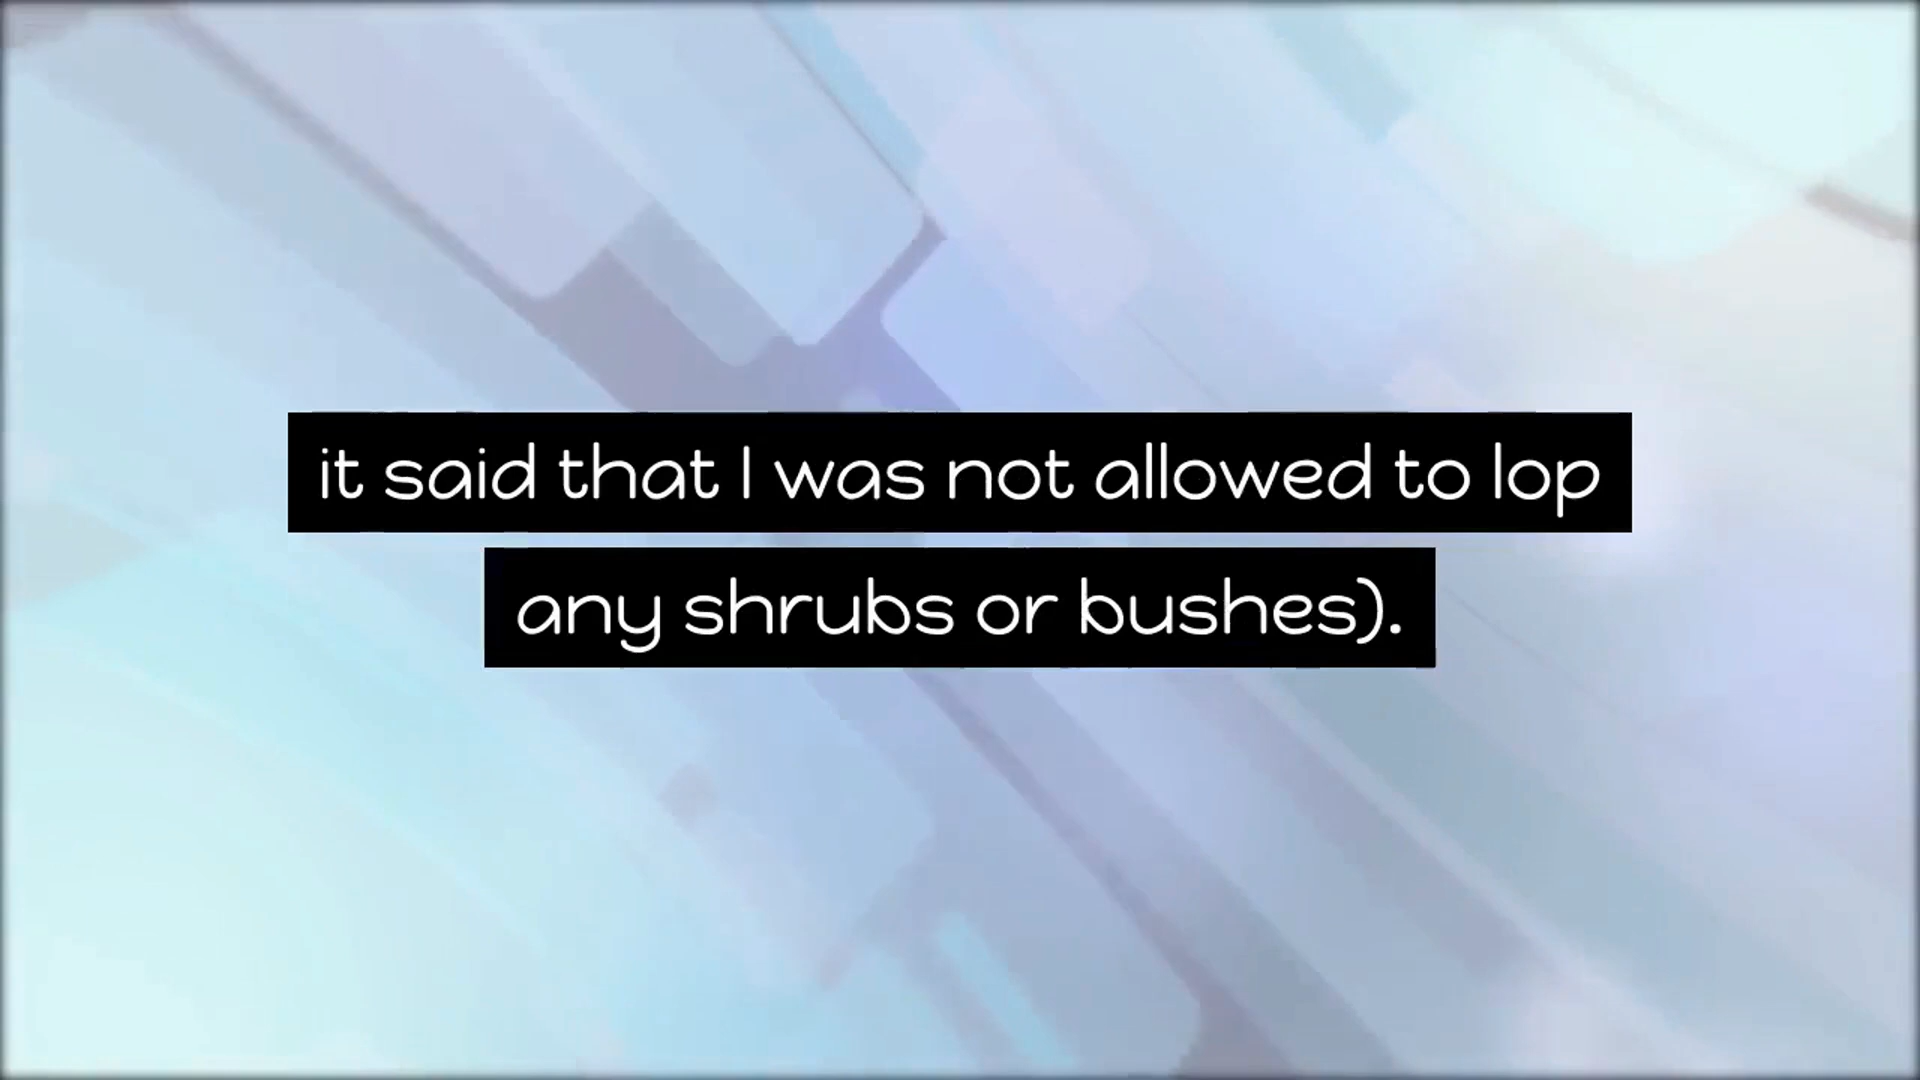 it said that I was not allowed to lop
any shrubs or bushes).